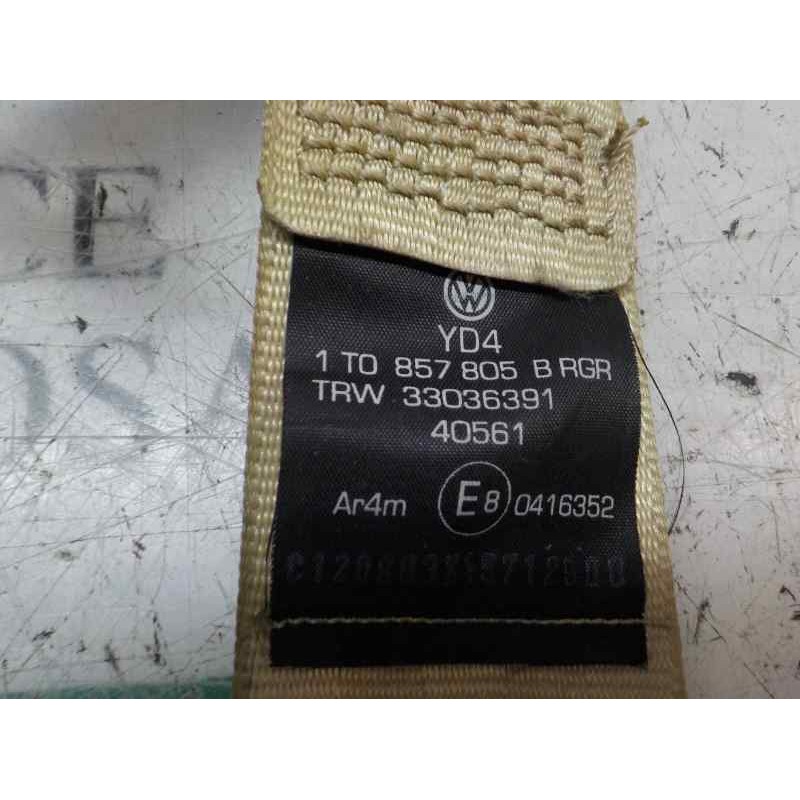 YD4
1 T0 857 805 B RGR
TRW 33036391
40561
Ar4m E8 0416352